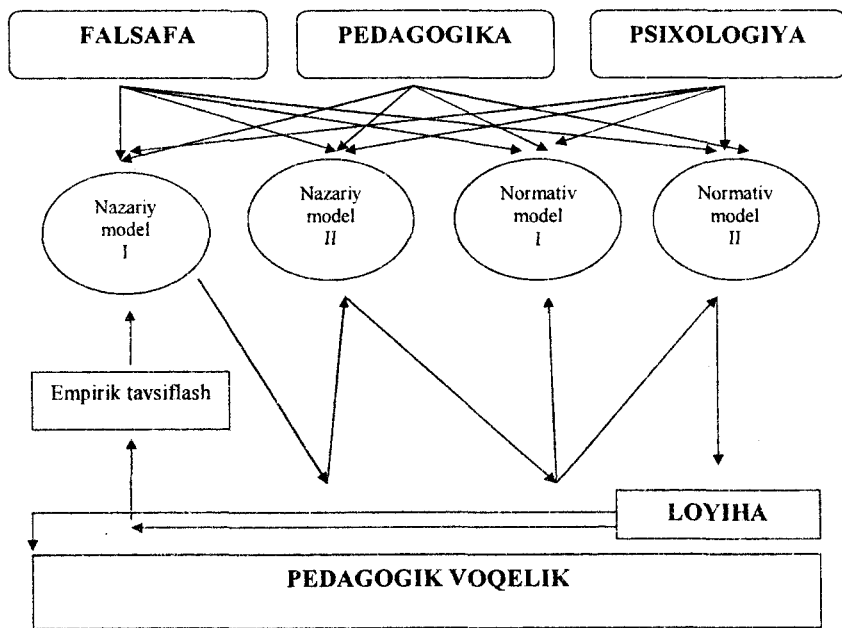 FALSAFA
PEDAGOGIKA
PSIXOLOGIYA
Nazariy
model
I
Nazariy
model
II
Normativ
model
I
Normativ
model
II
Empirik tavsiflash
LOYIHA
PEDAGOGIK VOQELIK